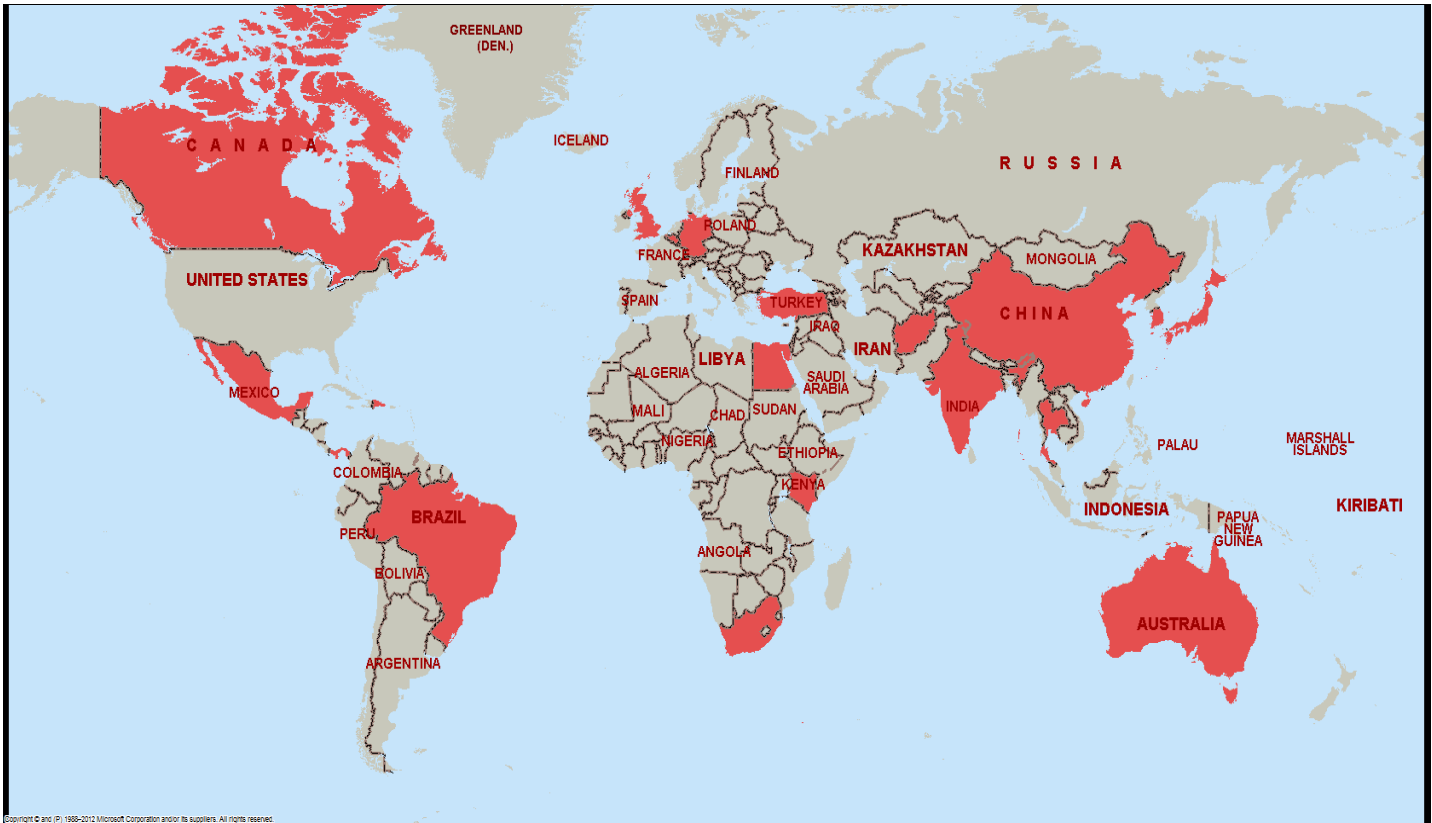 GREENLAND
(DEN.)
ICELAND
C A N A D A
R U S S I A
FINLAND
POLAND
KAZAKHSTAN
FRANCE
MONGOLIA
UNITED STATES
SPAIN
TURKEY
C H I N A
IRAQ
LIBYA
IRAN
ALGERIA
SAUDI
ARABIA
MEXICO
INDIA
MALI
CHAD
SUDAN
NIGERIA
PALAU
MARSHALL
ISLANDS
ETHIOPIA
COLOMBIA
KENYA
KIRIBATI
INDONESIA
BRAZIL
PAPUA
NEW
GUINEA
PERU
ANGOLA
BOLIVIA
AUSTRALIA
ARGENTINA
Copyright © and (P) 1988–2012 Microsoft Corporation and/or its suppliers. All rights reserved.